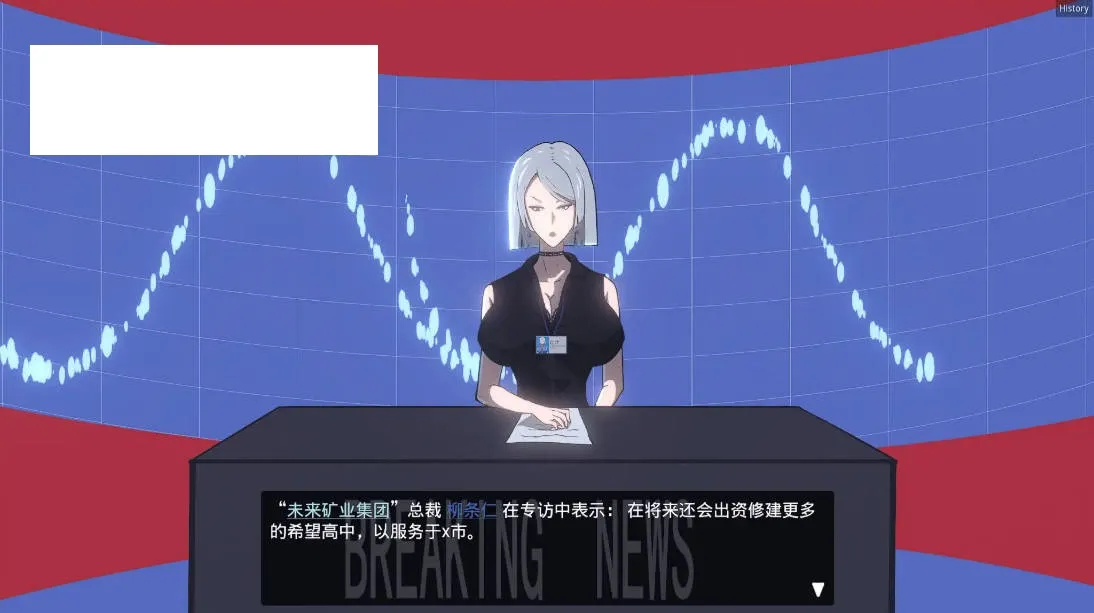 History
“未来矿业集团”总裁 柳条仁 在专访中表示： 在将来还会出资修建更多
的希望高中，以服务于x市。
BREAKING NEWS